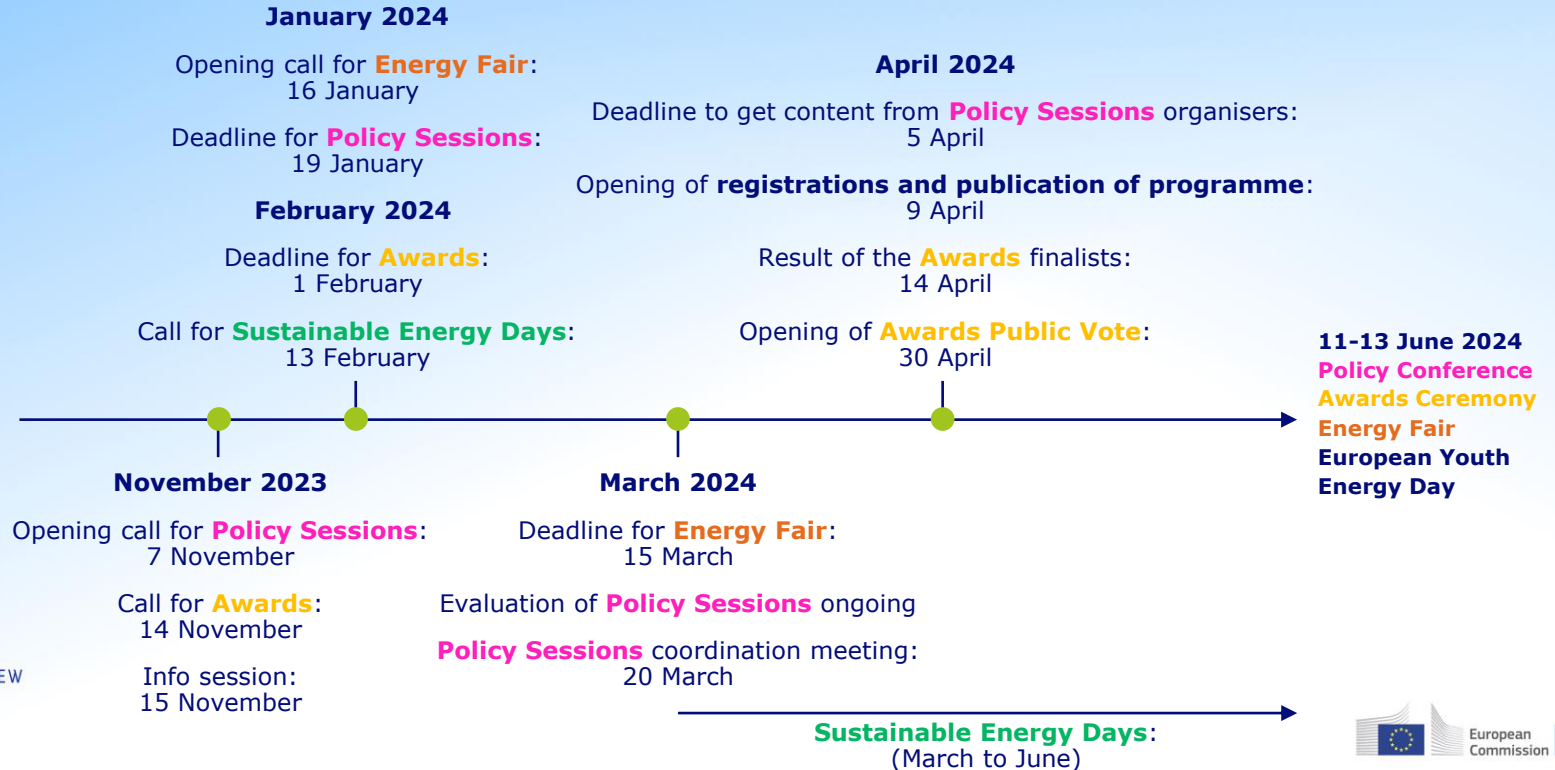 January 2024
Opening call for Energy Fair:
16 January
Deadline for Policy Sessions:
19 January
February 2024
Deadline for Awards:
1 February
Call for Sustainable Energy Days:
13 February
April 2024
Deadline to get content from Policy Sessions organisers:
5 April
Opening of registrations and publication of programme:
9 April
Result of the Awards finalists:
14 April
Opening of Awards Public Vote:
30 April
11-13 June 2024
Policy Conference
Awards Ceremony
Energy Fair
European Youth
Energy Day
November 2023
Opening call for Policy Sessions:
7 November
Call for Awards:
14 November
Info session:
15 November
March 2024
Deadline for Energy Fair:
15 March
Evaluation of Policy Sessions ongoing
Policy Sessions coordination meeting:
20 March
Sustainable Energy Days:
(March to June)
EW
European
Commission